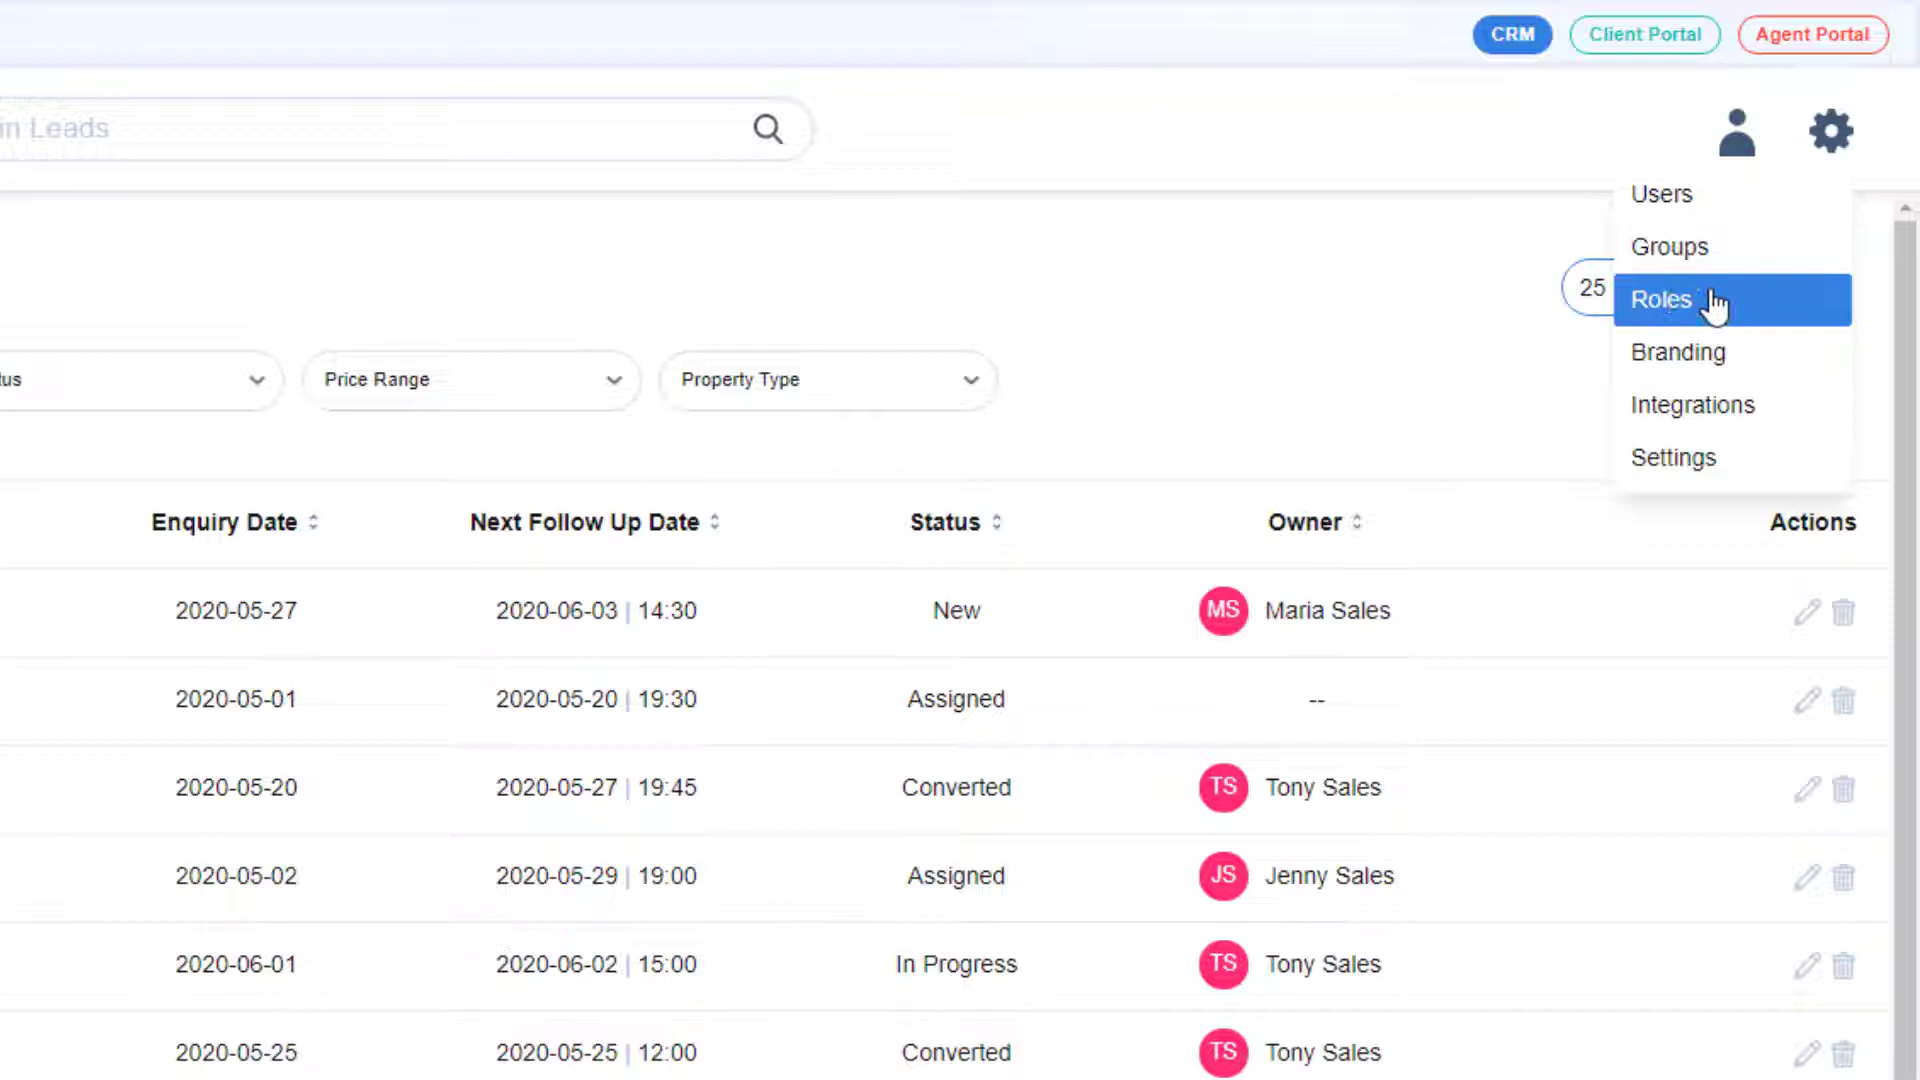 CRM Client Portal Agent Portal
in Leads
Users
Groups
25
Roles
Branding
tus Price Range Property Type
Integrations
Settings
Enquiry Date Next Follow Up Date Status Owner Actions
2020-05-27 2020-06-03 | 14:30 New MS Maria Sales
2020-05-01 2020-05-20 | 19:30 Assigned --
2020-05-20 2020-05-27 | 19:45 Converted TS Tony Sales
2020-05-02 2020-05-29 | 19:00 Assigned JS Jenny Sales
2020-06-01 2020-06-02 | 15:00 In Progress TS Tony Sales
2020-05-25 2020-05-25 | 12:00 Converted TS Tony Sales